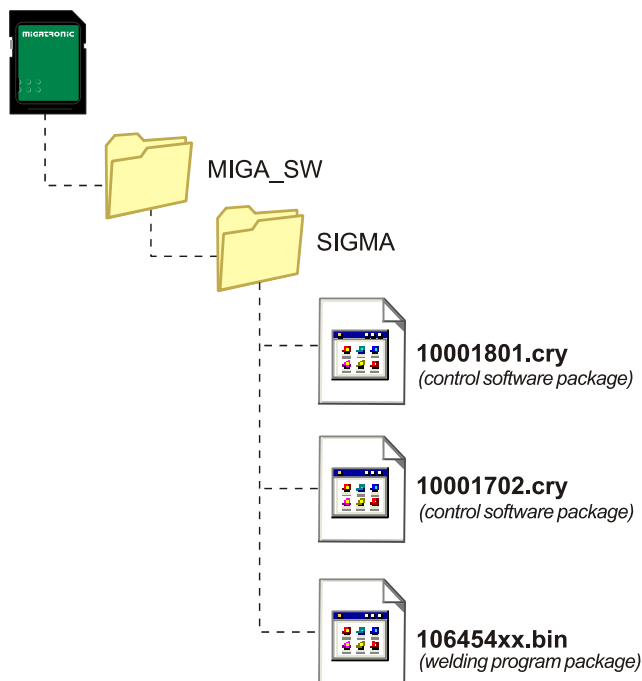 MIGATRONIC
MIGA_SW
SIGMA
10001801.cry
(control software package)
10001702.cry
(control software package)
106454xx.bin
(welding program package)